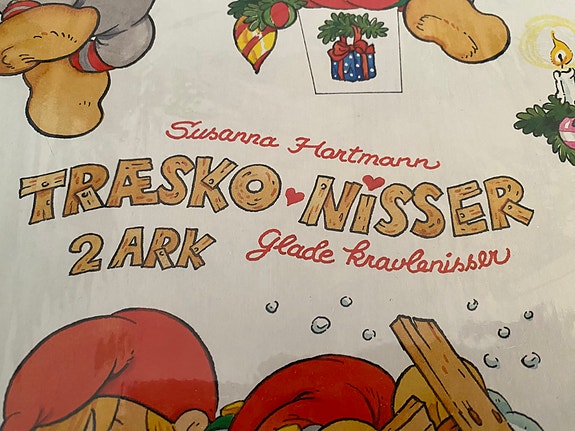 Susanna Hartmann
TRÆSKO♥NiSSER
2 ARK
Glade kravlenisser